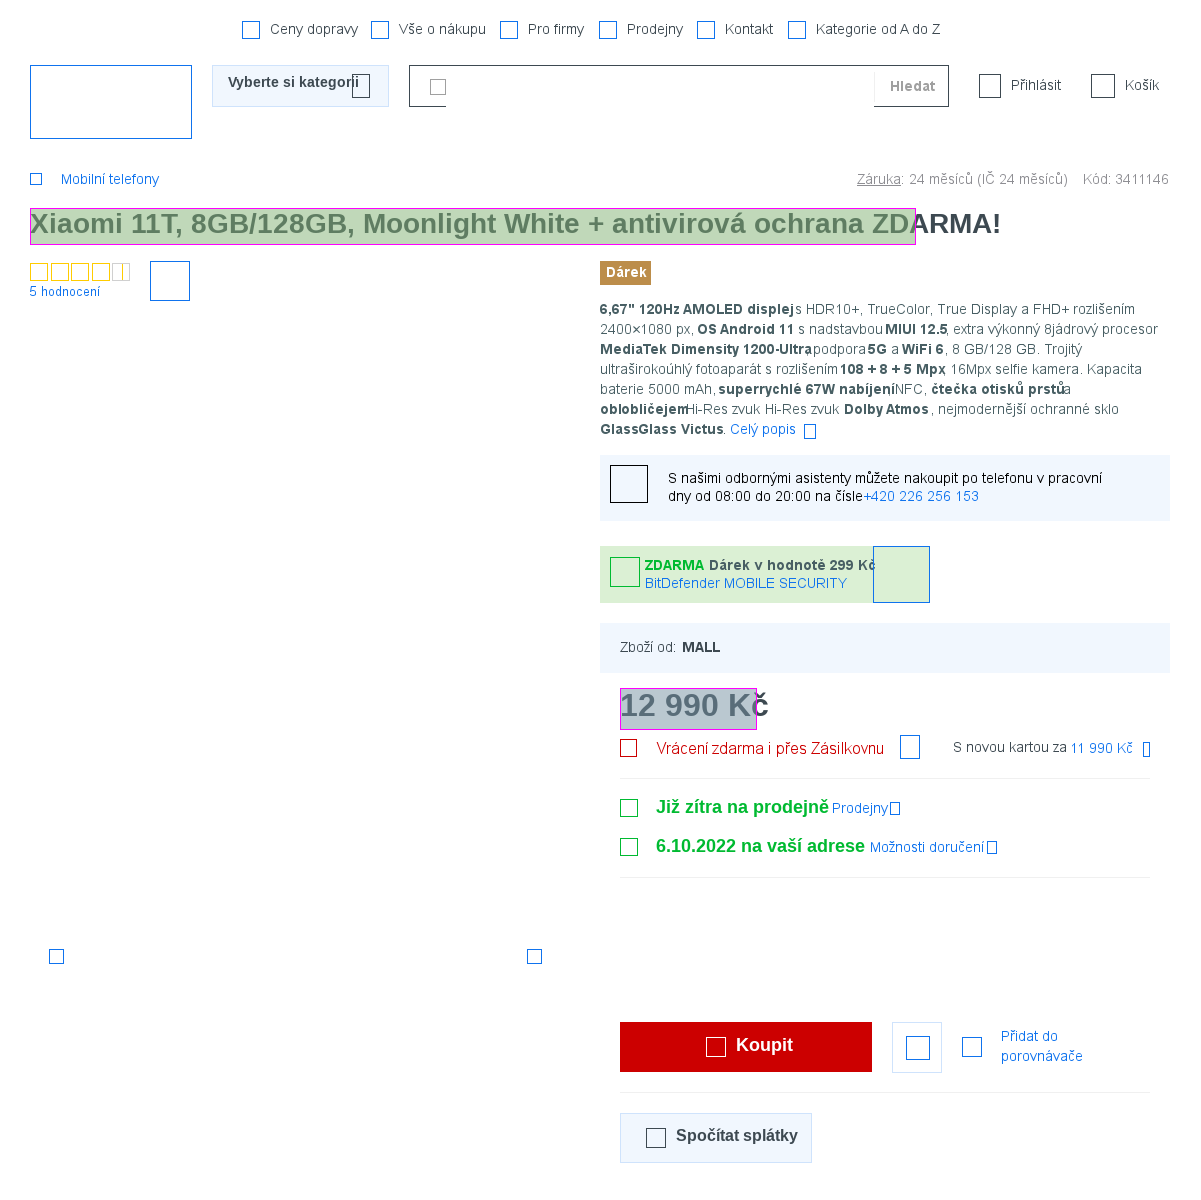 Ceny dopravy Vše o nákupu Pro firmy Prodejny Kontakt Kategorie od A do Z
Vyberte si kategorii Hledat Přihlásit Košík
Mobilní telefony Záruka: 24 měsíců (IČ 24 měsíců) Kód: 3411146
Xiaomi 11T, 8GB/128GB, Moonlight White + antivirová ochrana ZDARMA!
5 hodnocení
Dárek
6,67" 120Hz AMOLED displej s HDR10+, TrueColor, True Display a FHD+ rozlišením
2400×1080 px, OS Android 11 s nadstavbou MIUI 12.5, extra výkonný 8jádrový procesor
MediaTek Dimensity 1200-Ultra, podpora 5G a WiFi 6, 8 GB/128 GB. Trojitý
ultraširokoúhlý fotoaparát s rozlišením 108 + 8 + 5 Mpx, 16Mpx selfie kamera. Kapacita
baterie 5000 mAh, superrychlé 67W nabíjení, NFC, čtečka otisků prstů a
oblobličejem Hi-Res zvuk Hi-Res zvuk Dolby Atmos, nejmodernější ochranné sklo
GlassGlass Victus. Celý popis
S našimi odbornými asistenty můžete nakoupit po telefonu v pracovní
dny od 08:00 do 20:00 na čísle +420 226 256 153
ZDARMA Dárek v hodnotě 299 Kč
BitDefender MOBILE SECURITY
Zboží od: MALL
12 990 Kč
Vrácení zdarma i přes Zásilkovnu S novou kartou za 11 990 Kč
Již zítra na prodejně Prodejny
6.10.2022 na vaší adrese Možnosti doručení
Koupit
Přidat do
porovnávače
Spočítat splátky